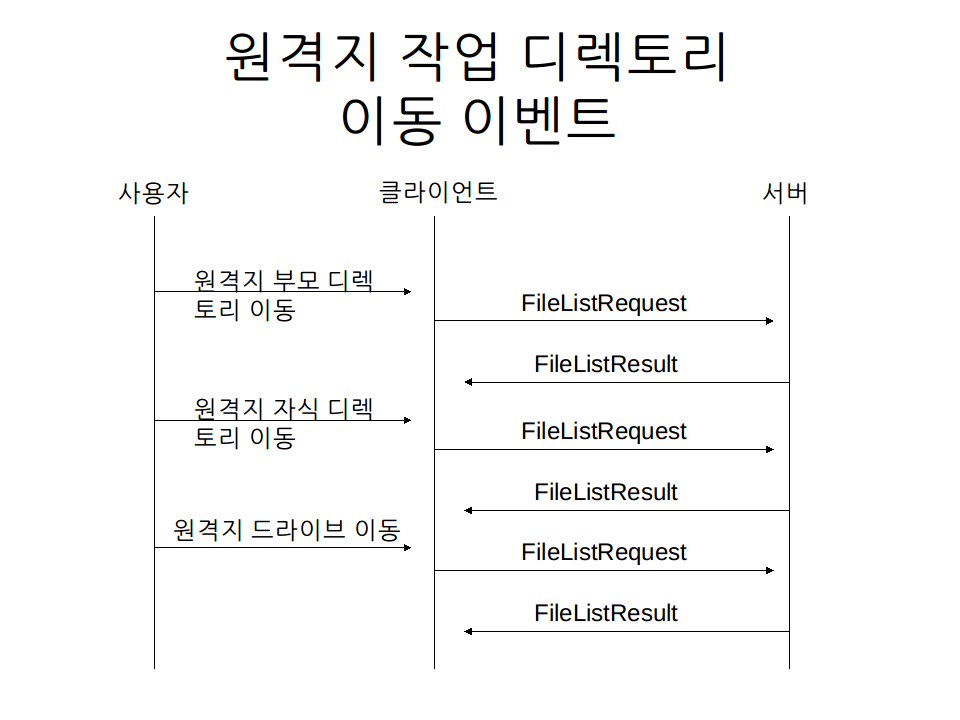 원격지 작업 디렉토리
이동 이벤트
사용자
클라이언트
서버
원격지 부모 디렉
토리 이동
FileListRequest
FileListResult
원격지 자식 디렉
토리 이동
FileListRequest
FileListResult
원격지 드라이브 이동
FileListRequest
FileListResult